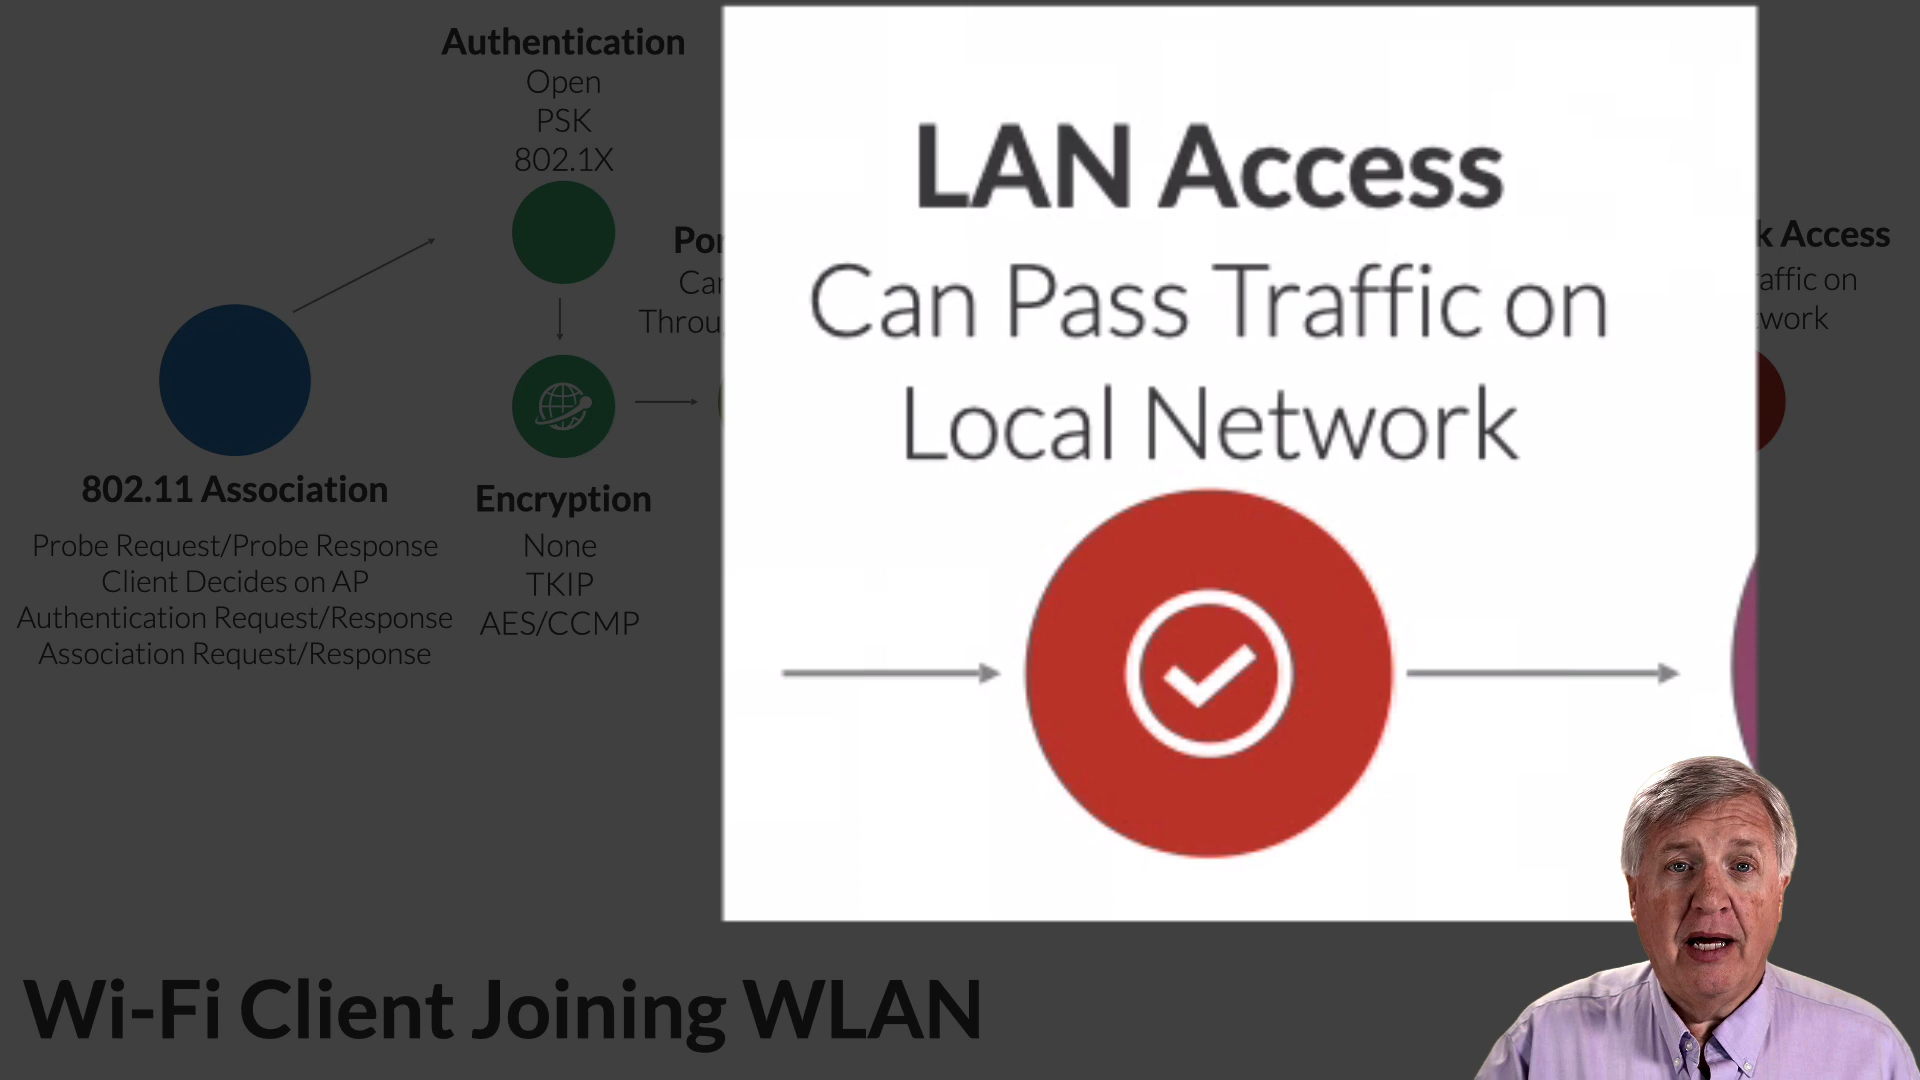 Authentication
Open
PSK
802.1X
802.11 Association
Probe Request/Probe Response
Client Decides on AP
Authentication Request/Response
Association Request/Response
Encryption
None
TKIP
AES/CCMP
LAN Access
Can Pass Traffic on
Local Network
Access
Wi-Fi Client Joining WLAN